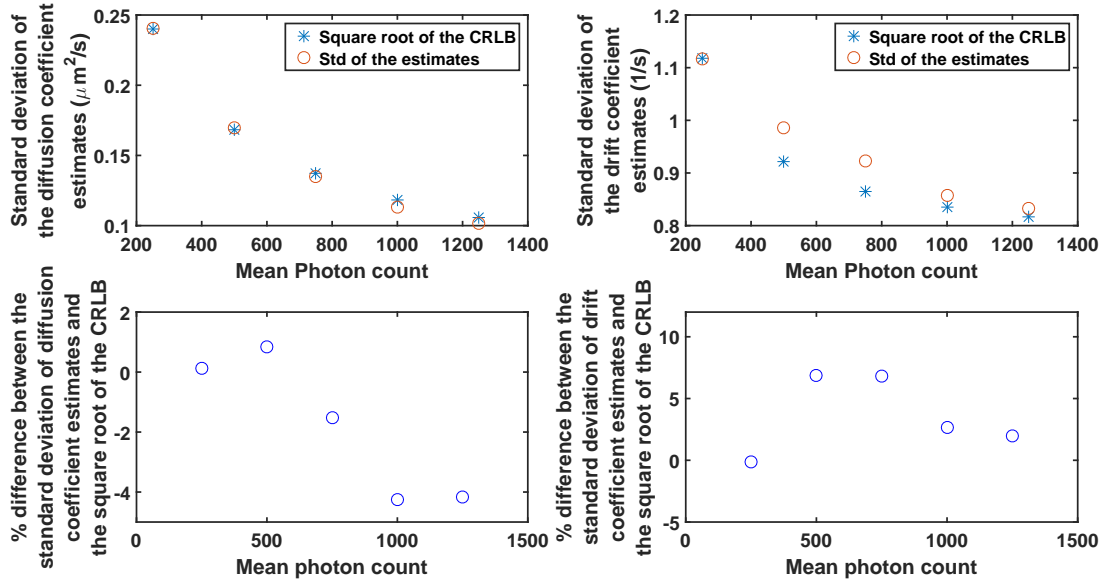 Standard deviation of
the diffusion coefficient
estimates (μm²/s)
0.25
0.2
0.15
0.1
Square root of the CRLB
Std of the estimates
200 400 600 800 1000 1200 1400
Mean Photon count
Standard deviation of
the drift coefficient
estimates (1/s)
1.2
1.1
1
0.9
0.8
Square root of the CRLB
Std of the estimates
200 400 600 800 1000 1200 1400
Mean Photon count
% difference between the
standard deviation of diffusion
coefficient estimates and
the square root of the CRLB
2
0
-2
-4
0 500 1000 1500
Mean photon count
% difference between the
standard deviation of drift
coefficient estimates and
the square root of the CRLB
10
5
0
-5
0 500 1000 1500
Mean photon count